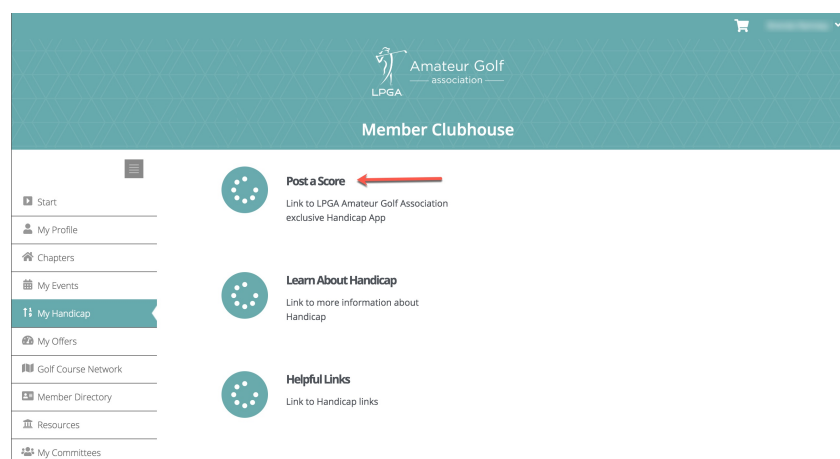 Amateur Golf
association
LPGA
Member Clubhouse
Start
My Profile
Chapters
My Events
My Handicap
My Offers
Golf Course Network
Member Directory
Resources
My Committees
Post a Score
Link to LPGA Amateur Golf Association
exclusive Handicap App
Learn About Handicap
Link to more information about
Handicap
Helpful Links
Link to Handicap links